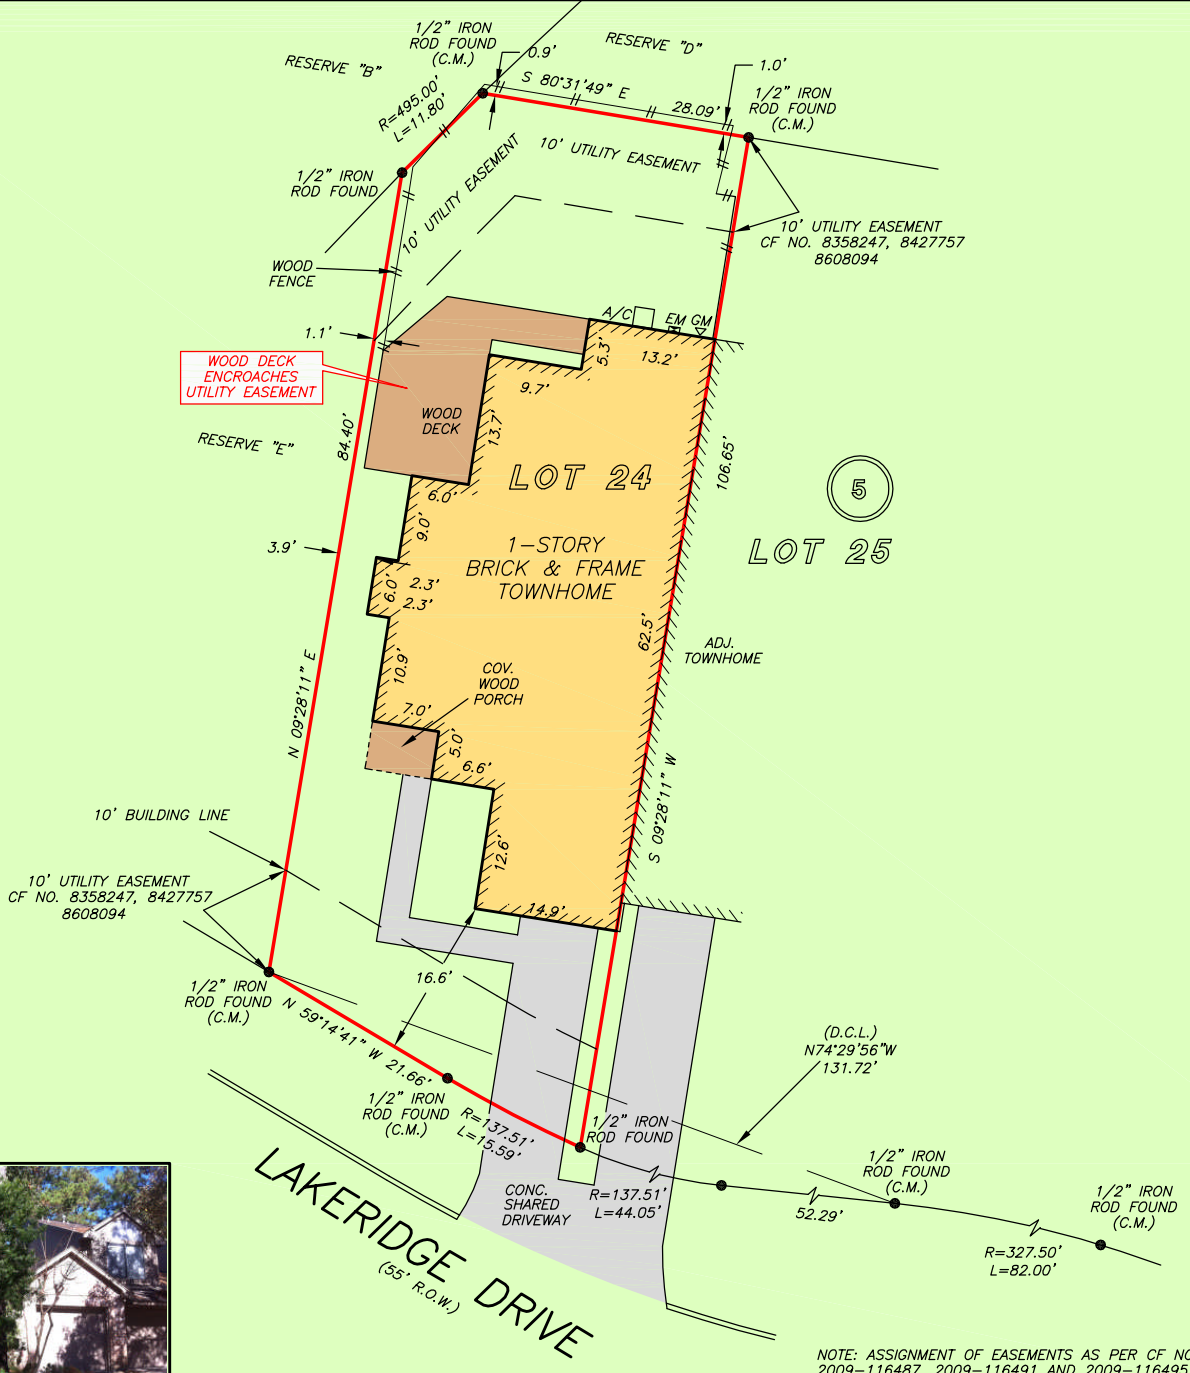 1/2" IRON
ROD FOUND
(C.M.)
0.9'
RESERVE "D"
RESERVE "B"
1.0'
S 80°31'49" E
28.09'
1/2" IRON
ROD FOUND
(C.M.)
R=495.00'
L=11.80'
10' UTILITY EASEMENT
10' UTILITY EASEMENT
1/2" IRON
ROD FOUND
10' UTILITY EASEMENT
CF NO. 8358247, 8427757
8608094
WOOD
FENCE
A/C
EM GM
1.1'
5.3'
13.2'
WOOD DECK
ENCROACHES
UTILITY EASEMENT
9.7'
WOOD
DECK
13.7'
84.40'
RESERVE "E"
106.65'
LOT 24
6.0'
5
9.0'
LOT 25
3.9'
1-STORY
BRICK & FRAME
TOWNHOME
6.0'
2.3'
2.3'
62.5'
ADJ.
TOWNHOME
10.9'
COV.
WOOD
PORCH
N 09°28'11" E
7.0'
5.0'
6.6'
S 09°28'11" W
10' BUILDING LINE
12.6'
10' UTILITY EASEMENT
CF NO. 8358247, 8427757
8608094
14.9'
16.6'
1/2" IRON
ROD FOUND
(C.M.)
N 59°14'41" W 21.66'
(D.C.L.)
N74°29'56"W
131.72'
1/2" IRON
ROD FOUND
(C.M.)
R=137.51'
L=15.59'
1/2" IRON
ROD FOUND
1/2" IRON
ROD FOUND
(C.M.)
CONC.
SHARED
DRIVEWAY
R=137.51'
L=44.05'
52.29'
1/2" IRON
ROD FOUND
(C.M.)
R=327.50'
L=82.00'
LAKERIDGE DRIVE
(55' R.O.W.)
NOTE: ASSIGNMENT OF EASEMENTS AS PER CF NO
2009-116487, 2009-116491 AND 2009-116495